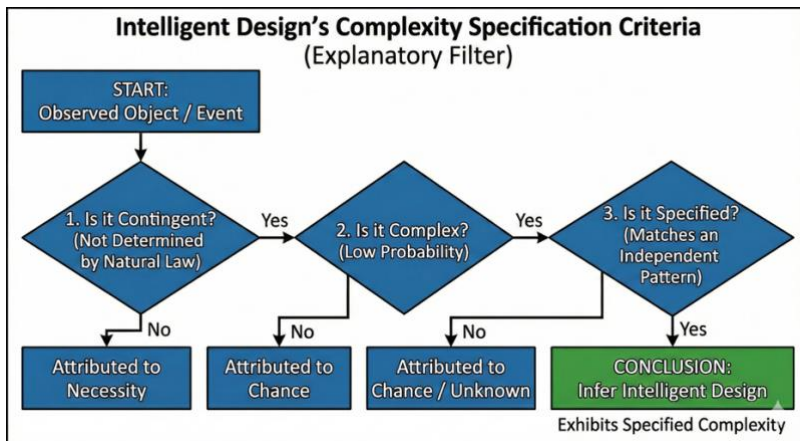 Intelligent Design's Complexity Specification Criteria
(Explanatory Filter)
START:
Observed Object / Event
1. Is it Contingent?
(Not Determined
by Natural Law)
Yes
2. Is it Complex?
(Low Probability)
Yes
3. Is it Specified?
(Matches an
Independent
Pattern)
No
No
No
Yes
Attributed to
Necessity
Attributed to
Chance
Attributed to
Chance / Unknown
CONCLUSION:
Infer Intelligent Design
Exhibits Specified Complexity